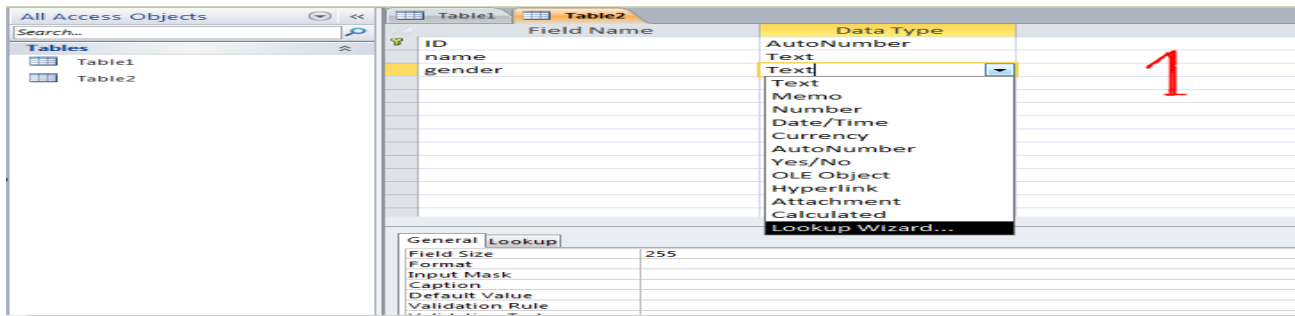 All Access Objects
Search...
Tables
Table1
Table2
Table1 Table2
Field Name Data Type
ID AutoNumber
name Text
gender Text
Text
Memo
Number
Date/Time
Currency
AutoNumber
Yes/No
OLE Object
Hyperlink
Attachment
Calculated
Lookup Wizard...
1
General Lookup
Field Size 255
Format
Input Mask
Caption
Default Value
Validation Rule